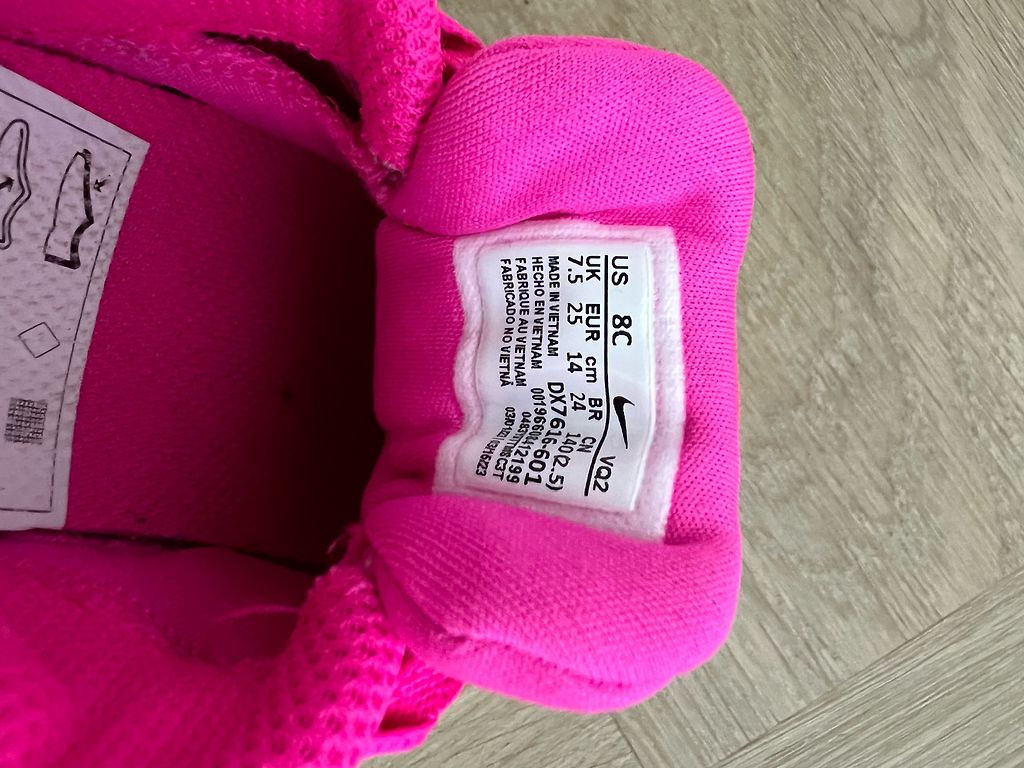 US 8C VQ2
UK EUR cm BR CN
7.5 25 14 24 140(2.5)
MADE IN VIETNAM DX7616-601
HECHO EN VIETNAM
FABRIQUE AU VIETNAM
FABRICADO NO VIETNÃ